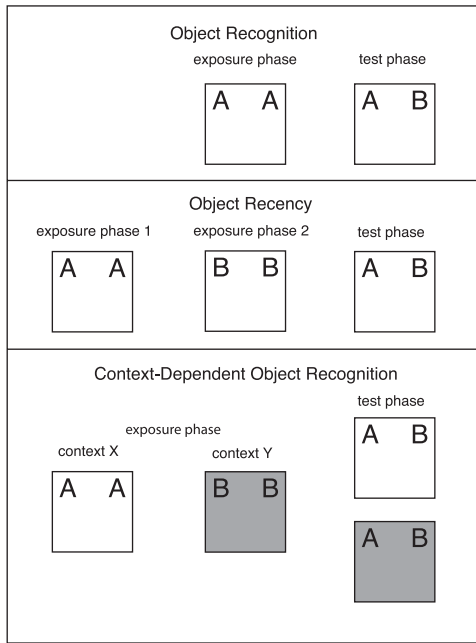 Object Recognition
exposure phase test phase
A A A B
Object Recency
exposure phase 1 exposure phase 2 test phase
A A B B A B
Context-Dependent Object Recognition
test phase
A B
exposure phase
context X context Y
A A B B
A B